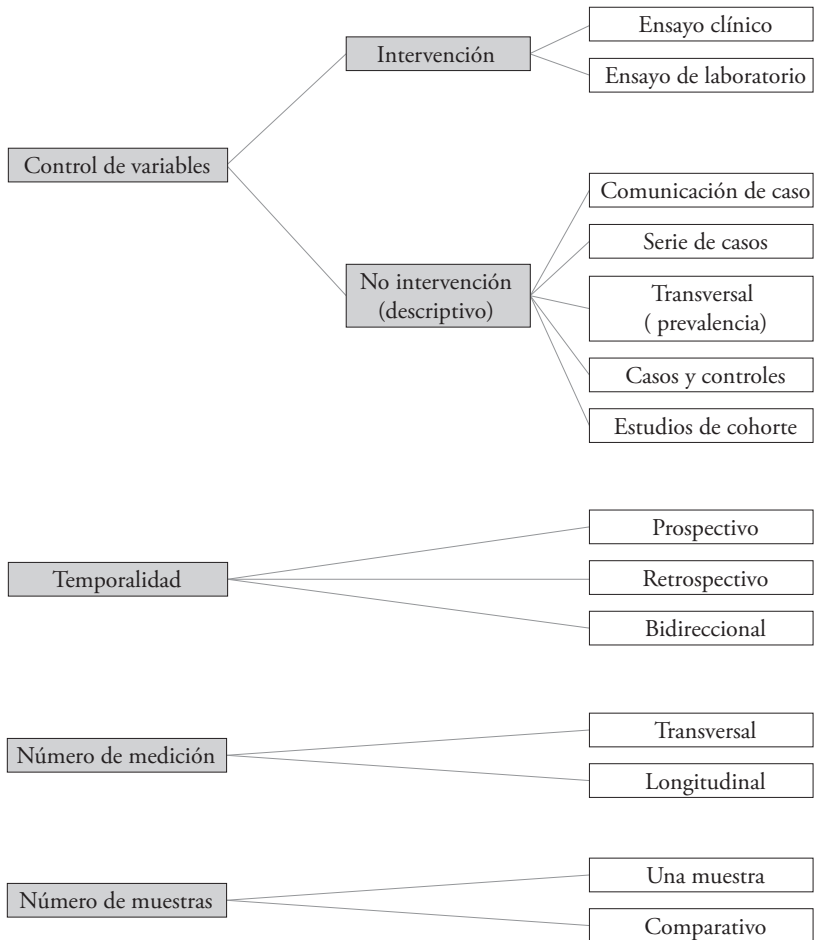 Ensayo clínico
Intervención
Ensayo de laboratorio
Control de variables
Comunicación de caso
Serie de casos
No intervención
(descriptivo)
Transversal
( prevalencia)
Casos y controles
Estudios de cohorte
Prospectivo
Temporalidad
Retrospectivo
Bidireccional
Transversal
Número de medición
Longitudinal
Una muestra
Número de muestras
Comparativo